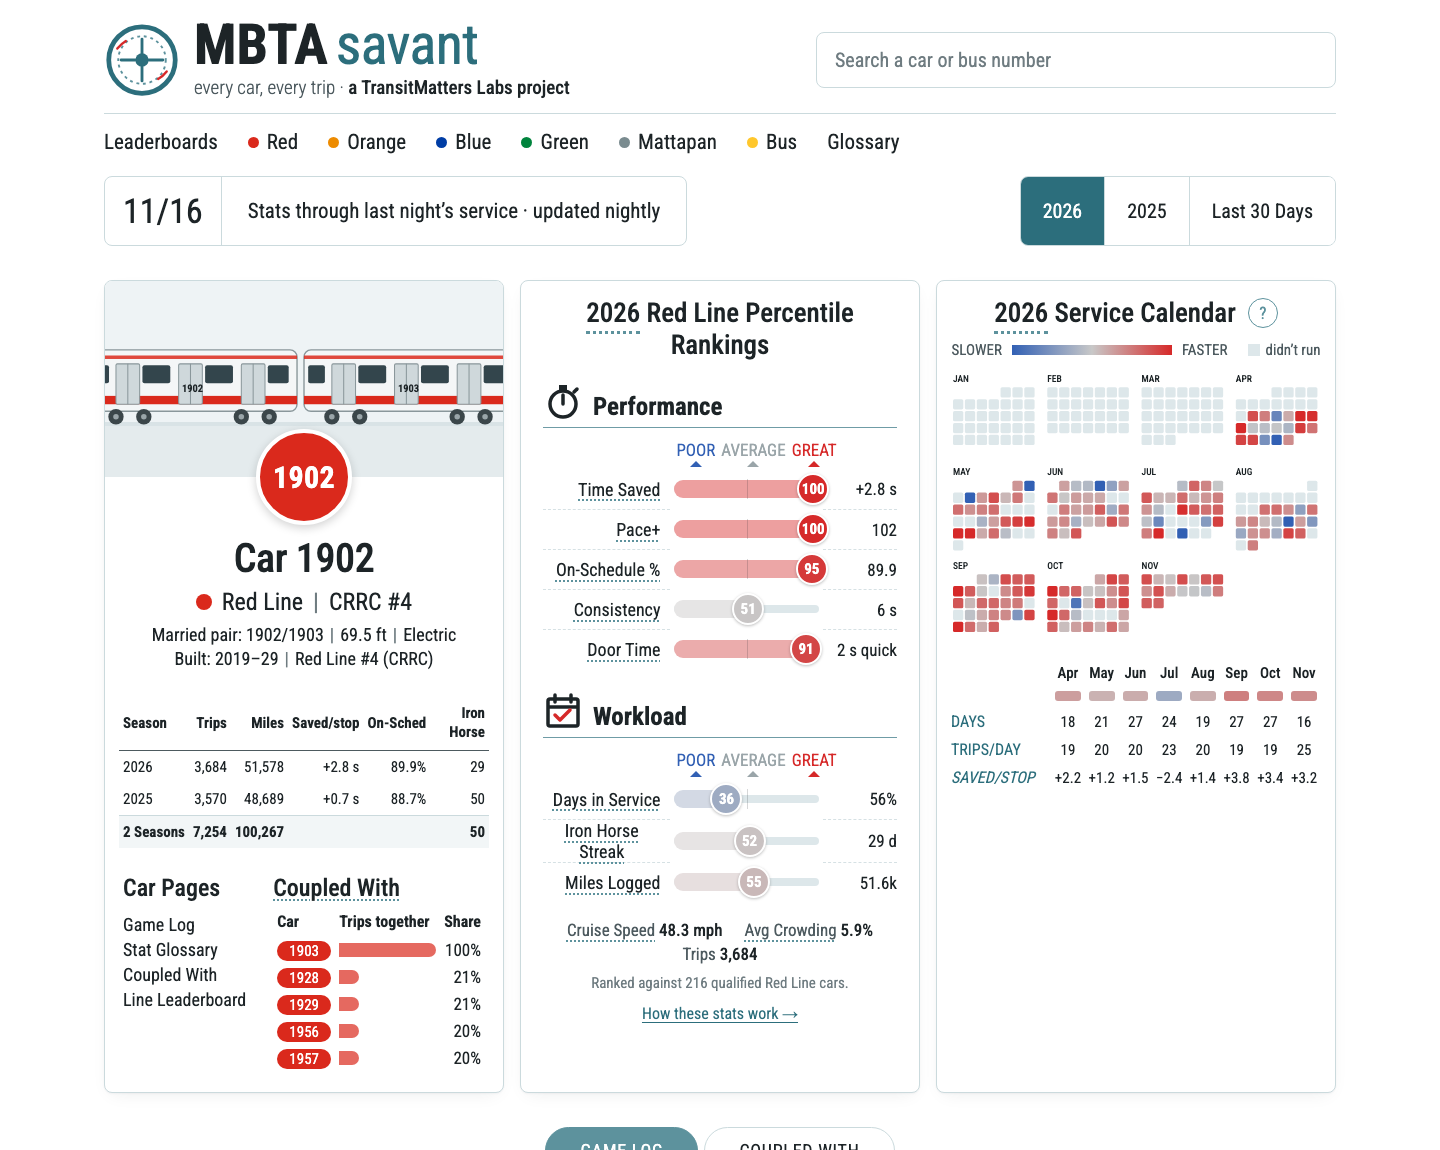 MBTA savant
every car, every trip · a TransitMatters Labs project
Search a car or bus number
Leaderboards Red Orange Blue Green Mattapan Bus Glossary
11/16 Stats through last night’s service · updated nightly
2026 2025 Last 30 Days
1902 1903
1902
Car 1902
Red Line | CRRC #4
Married pair: 1902/1903 | 69.5 ft | Electric
Built: 2019–29 | Red Line #4 (CRRC)
Season Trips Miles Saved/stop On-Sched Iron Horse
2026 3,684 51,578 +2.8 s 89.9% 29
2025 3,570 48,689 +0.7 s 88.7% 50
2 Seasons 7,254 100,267 50
Car Pages
Game Log
Stat Glossary
Coupled With
Line Leaderboard
Coupled With
Car Trips together Share
1903 100%
1928 21%
1929 21%
1956 20%
1957 20%
2026 Red Line Percentile
Rankings
Performance
POOR AVERAGE GREAT
Time Saved 100 +2.8 s
Pace+ 100 102
On-Schedule % 95 89.9
Consistency 51 6 s
Door Time 91 2 s quick
Workload
POOR AVERAGE GREAT
Days in Service 36 56%
Iron Horse
Streak 52 29 d
Miles Logged 55 51.6k
Cruise Speed 48.3 mph Avg Crowding 5.9%
Trips 3,684
Ranked against 216 qualified Red Line cars.
How these stats work →
2026 Service Calendar ?
SLOWER FASTER didn’t run
JAN FEB MAR APR
MAY JUN JUL AUG
SEP OCT NOV
Apr May Jun Jul Aug Sep Oct Nov
DAYS 18 21 27 24 19 27 27 16
TRIPS/DAY 19 20 20 23 20 19 19 25
SAVED/STOP +2.2 +1.2 +1.5 −2.4 +1.4 +3.8 +3.4 +3.2
GAME LOG COUPLED WITH